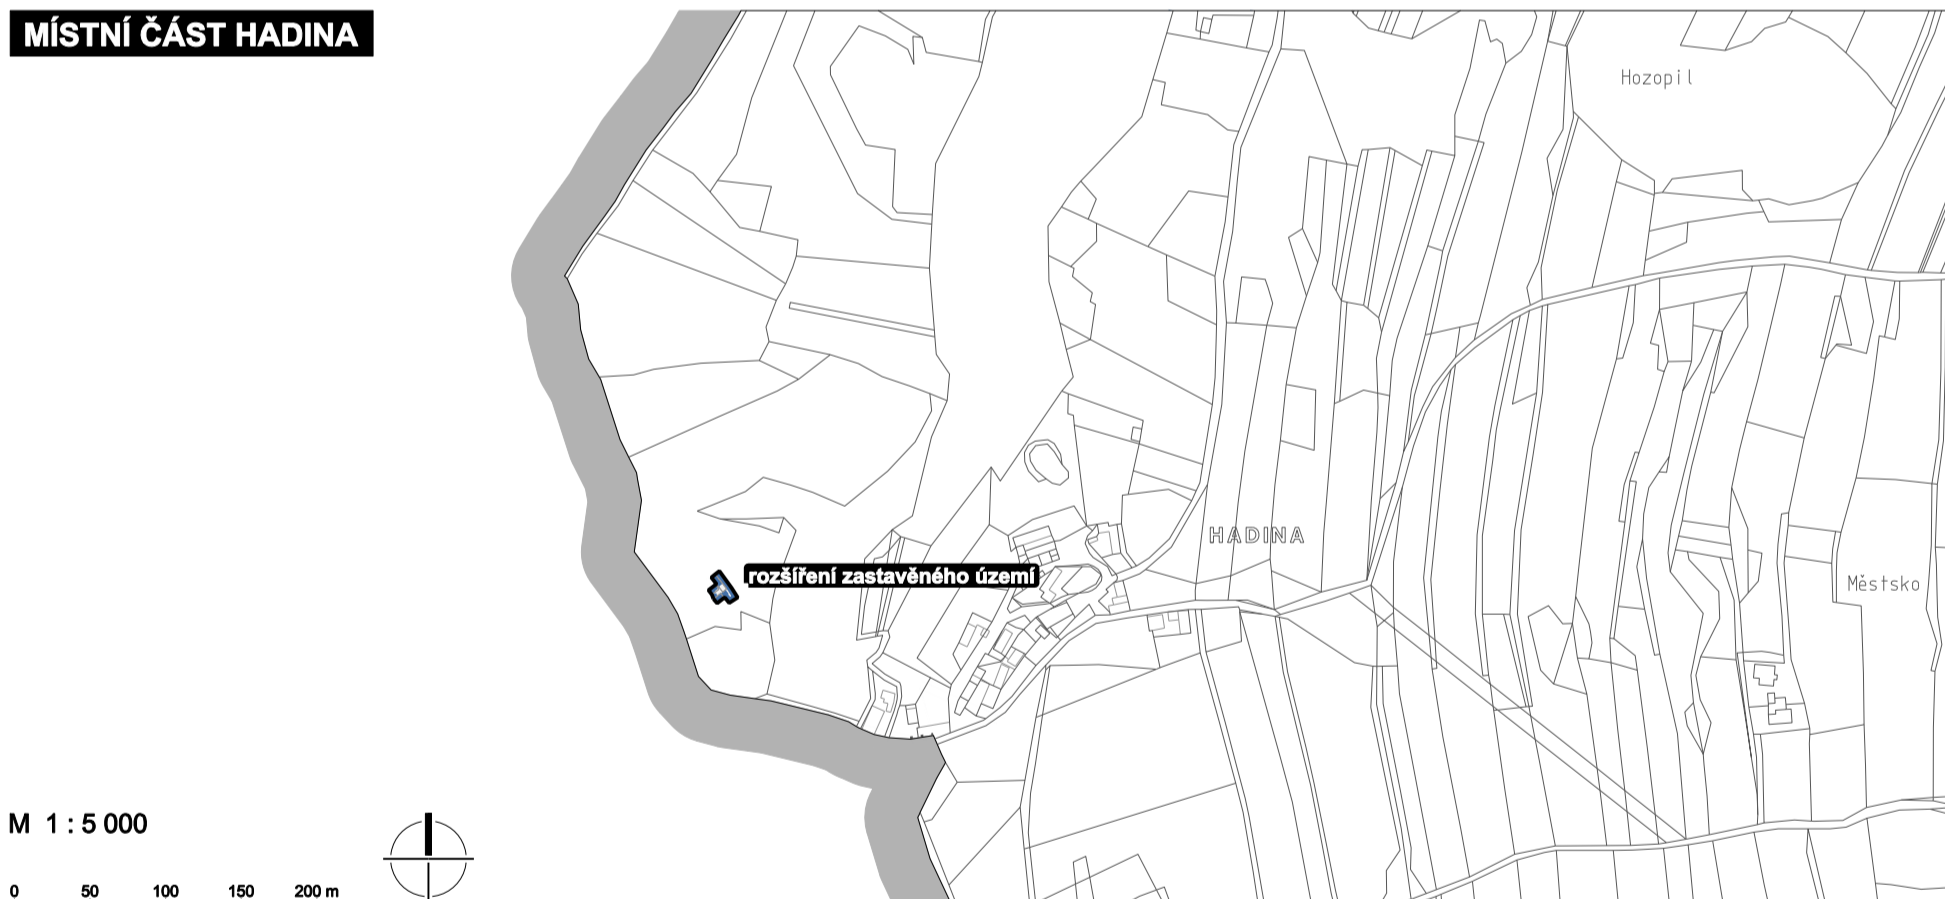 MÍSTNÍ ČÁST HADINA
Hozopil
HADINA
rozšíření zastavěného území
Městsko
M 1 : 5 000
0 50 100 150 200 m